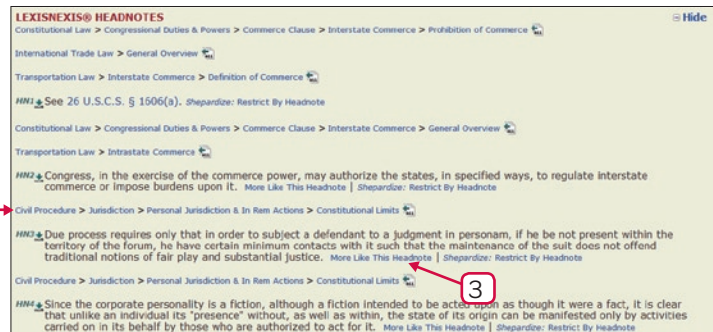 LEXISNEXIS® HEADNOTES
Hide
Constitutional Law > Congressional Duties & Powers > Commerce Clause > Interstate Commerce > Prohibition of Commerce
International Trade Law > General Overview
Transportation Law > Interstate Commerce > Definition of Commerce
HN1 See 26 U.S.C.S. § 1606(a). Shepardize: Restrict By Headnote
Constitutional Law > Congressional Duties & Powers > Commerce Clause > Interstate Commerce > General Overview
Transportation Law > Intrastate Commerce
HN2 Congress, in the exercise of the commerce power, may authorize the states, in specified ways, to regulate interstate
commerce or impose burdens upon it. More Like This Headnote | Shepardize: Restrict By Headnote
Civil Procedure > Jurisdiction > Personal Jurisdiction & In Rem Actions > Constitutional Limits
HN3 Due process requires only that in order to subject a defendant to a judgment in personam, if he be not present within the
territory of the forum, he have certain minimum contacts with it such that the maintenance of the suit does not offend
traditional notions of fair play and substantial justice. More Like This Headnote | Shepardize: Restrict By Headnote
3
Civil Procedure > Jurisdiction > Personal Jurisdiction & In Rem Actions > Constitutional Limits
HN4 Since the corporate personality is a fiction, although a fiction intended to be acted upon as though it were a fact, it is clear
that unlike an individual its "presence" without, as well as within, the state of its origin can be manifested only by activities
carried on in its behalf by those who are authorized to act for it. More Like This Headnote | Shepardize: Restrict By Headnote